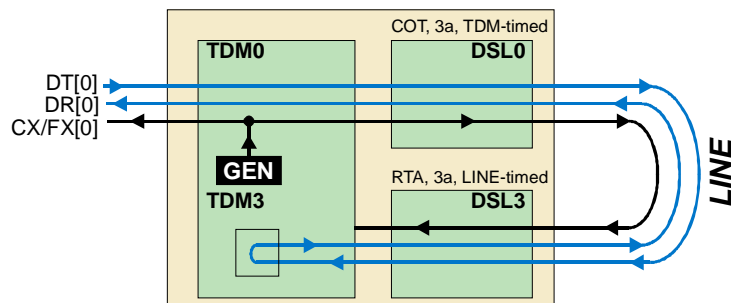 COT, 3a, TDM-timed
TDM0
DSL0
DT[0]
DR[0]
CX/FX[0]
GEN
LINE
RTA, 3a, LINE-timed
TDM3
DSL3